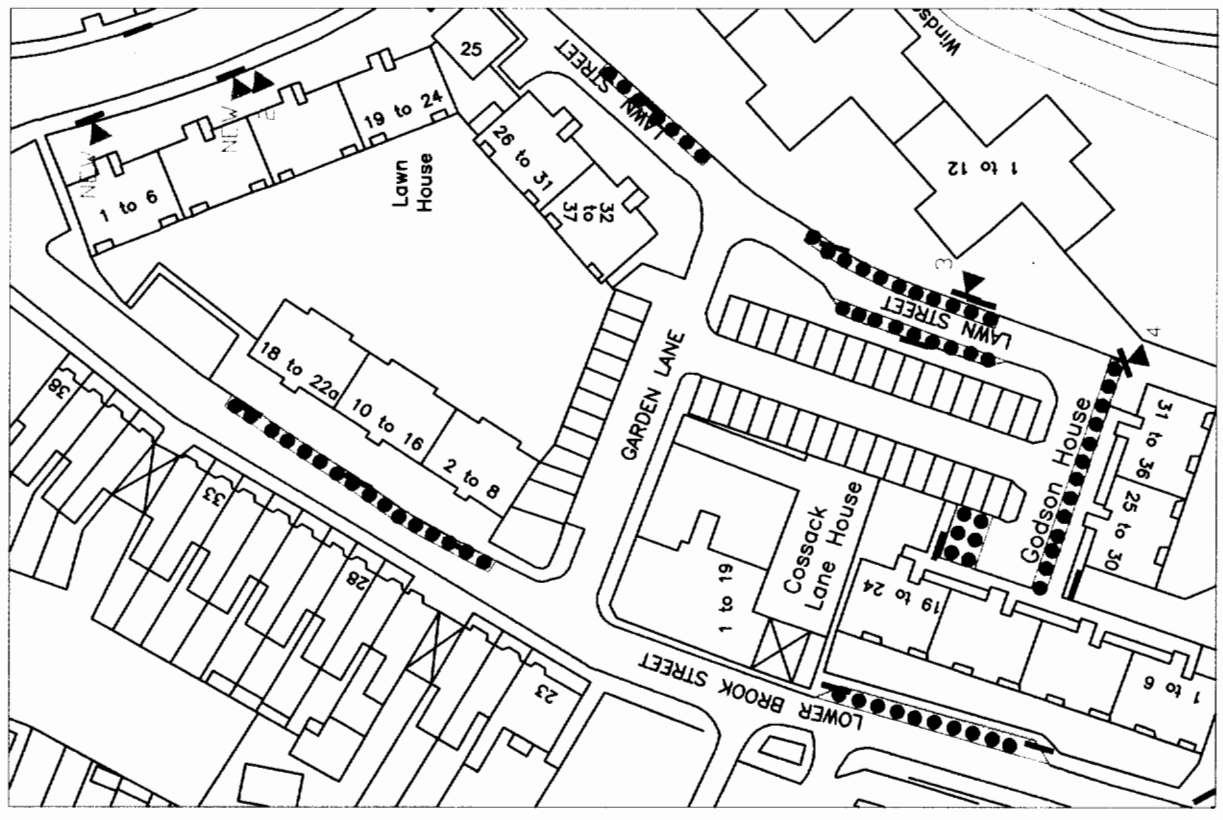 25
Winds
STREET
LAWN
NEW
NEW
2
19 to 24
26 to 31
32
to
37
1 to 6
Lawn
House
1 to 12
3
LAWN STREET
4
18 to 22a
10 to 16
2 to 8
GARDEN LANE
Godson House
31 to 36
25 to 30
38
33
28
23
Cossack
Lane House
1 to 19
19 to 24
1 to 6
LOWER BROOK STREET